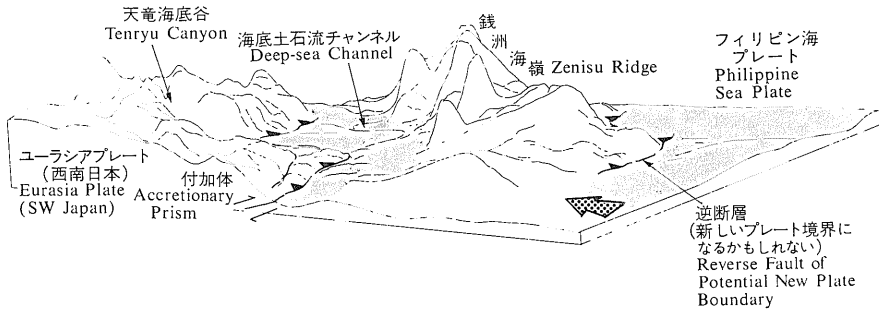 天竜海底谷
Tenryu Canyon
海底土石流チャンネル
Deep-sea Channel
銭洲海嶺 Zenisu Ridge
フィリピン海
プレート
Philippine
Sea Plate
ユーラシアプレート
(西南日本)
Eurasia Plate
(SW Japan)
付加体
Accretionary
Prism
逆断層
(新しいプレート境界に
なるかもしれない)
Reverse Fault of
Potential New Plate
Boundary